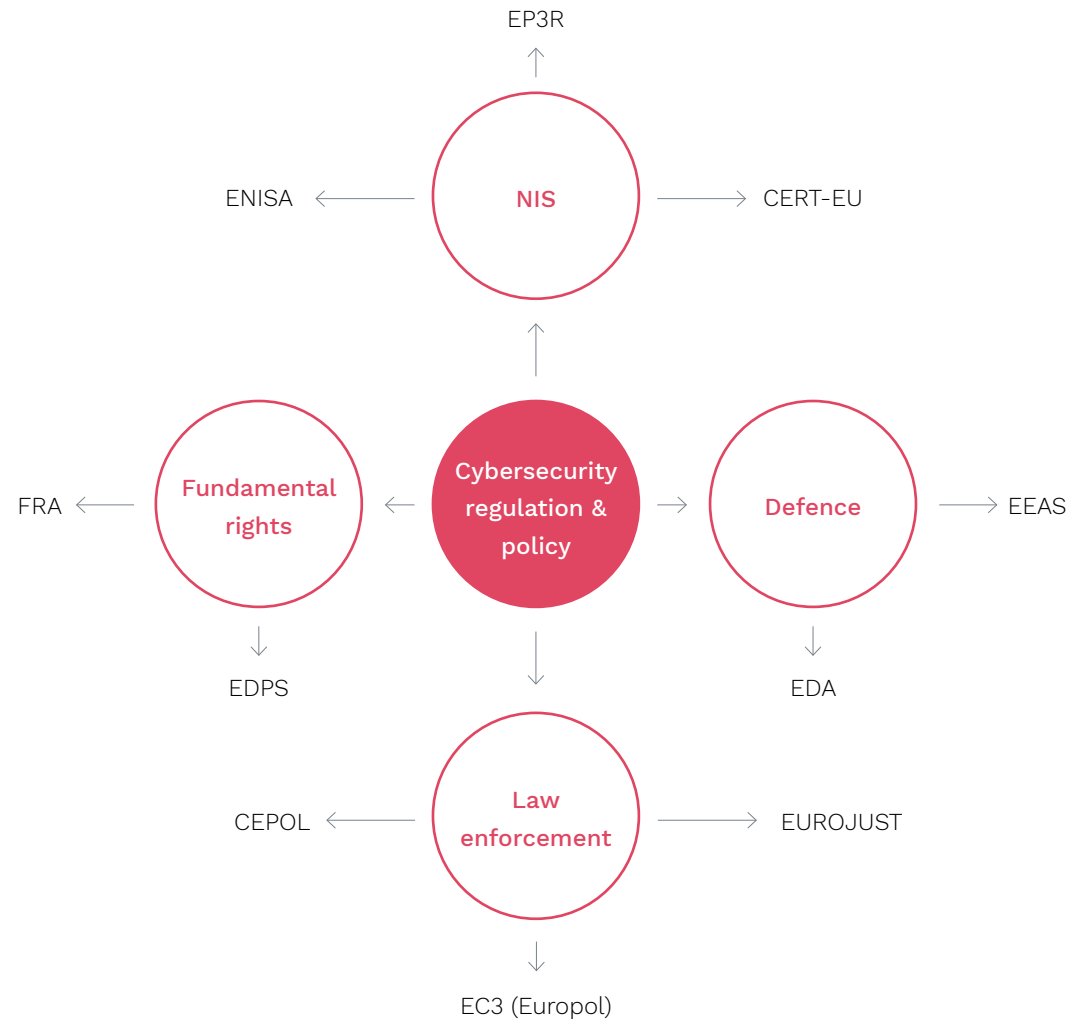 EP3R
ENISA
NIS
CERT-EU
Fundamental
rights
FRA
Cybersecurity
regulation &
policy
Defence
EEAS
EDPS
EDA
Law
enforcement
CEPOL
EUROJUST
EC3 (Europol)